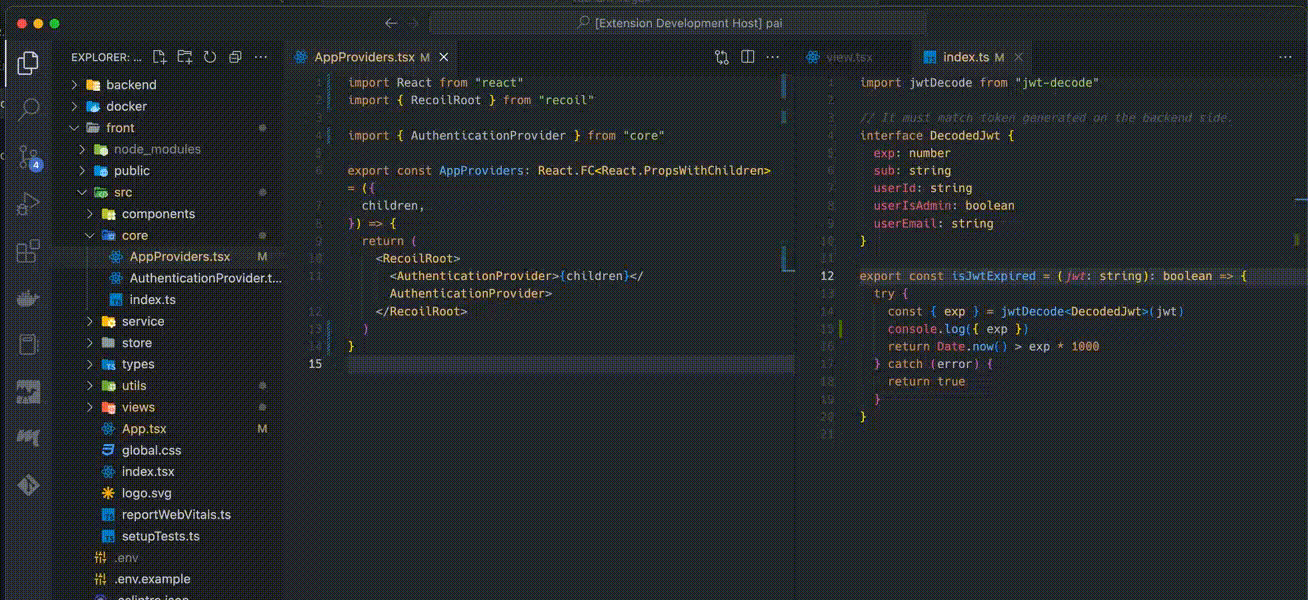 [Extension Development Host] pai
EXPLORER: ...
backend
docker
front
node_modules
public
src
components
core
AppProviders.tsx M
AuthenticationProvider.t...
index.ts
service
store
types
utils
views
App.tsx M
global.css
index.tsx
logo.svg
reportWebVitals.ts
setupTests.ts
.env
.env.example
4
AppProviders.tsx M
1 import React from "react"
2 import { RecoilRoot } from "recoil"
3
4 import { AuthenticationProvider } from "core"
5
6 export const AppProviders: React.FC<React.PropsWithChildren>
= ({
7 children,
8 }) => {
9 return (
10 <RecoilRoot>
11 <AuthenticationProvider>{children}</
AuthenticationProvider>
12 </RecoilRoot>
13 )
14 }
15
view.tsx
index.ts M
1 import jwtDecode from "jwt-decode"
2
3 // It must match token generated on the backend side.
4 interface DecodedJwt {
5 exp: number
6 sub: string
7 userId: string
8 userIsAdmin: boolean
9 userEmail: string
10 }
11
12 export const isJwtExpired = (jwt: string): boolean => {
13 try {
14 const { exp } = jwtDecode<DecodedJwt>(jwt)
15 console.log({ exp })
16 return Date.now() > exp * 1000
17 } catch (error) {
18 return true
19 }
20 }
21